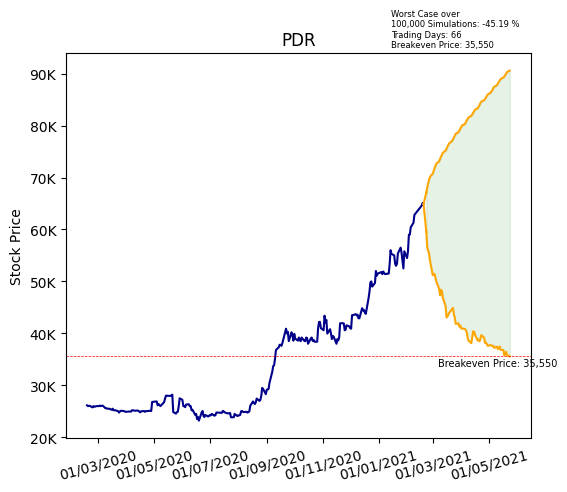 Worst Case over
100,000 Simulations: -45.19 %
Trading Days: 66
Breakeven Price: 35,550
PDR
90K
80K
70K
60K
50K
40K
30K
20K
Stock Price
Breakeven Price: 35,550
01/03/2020
01/05/2020
01/07/2020
01/09/2020
01/11/2020
01/01/2021
01/03/2021
01/05/2021